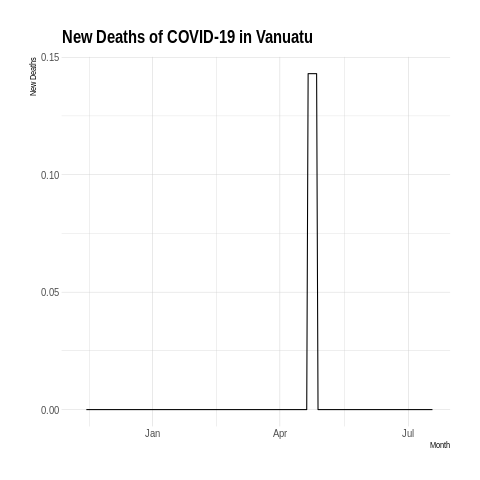 New Deaths of COVID-19 in Vanuatu
New Deaths
0.15
0.10
0.05
0.00
Jan
Apr
Jul
Month